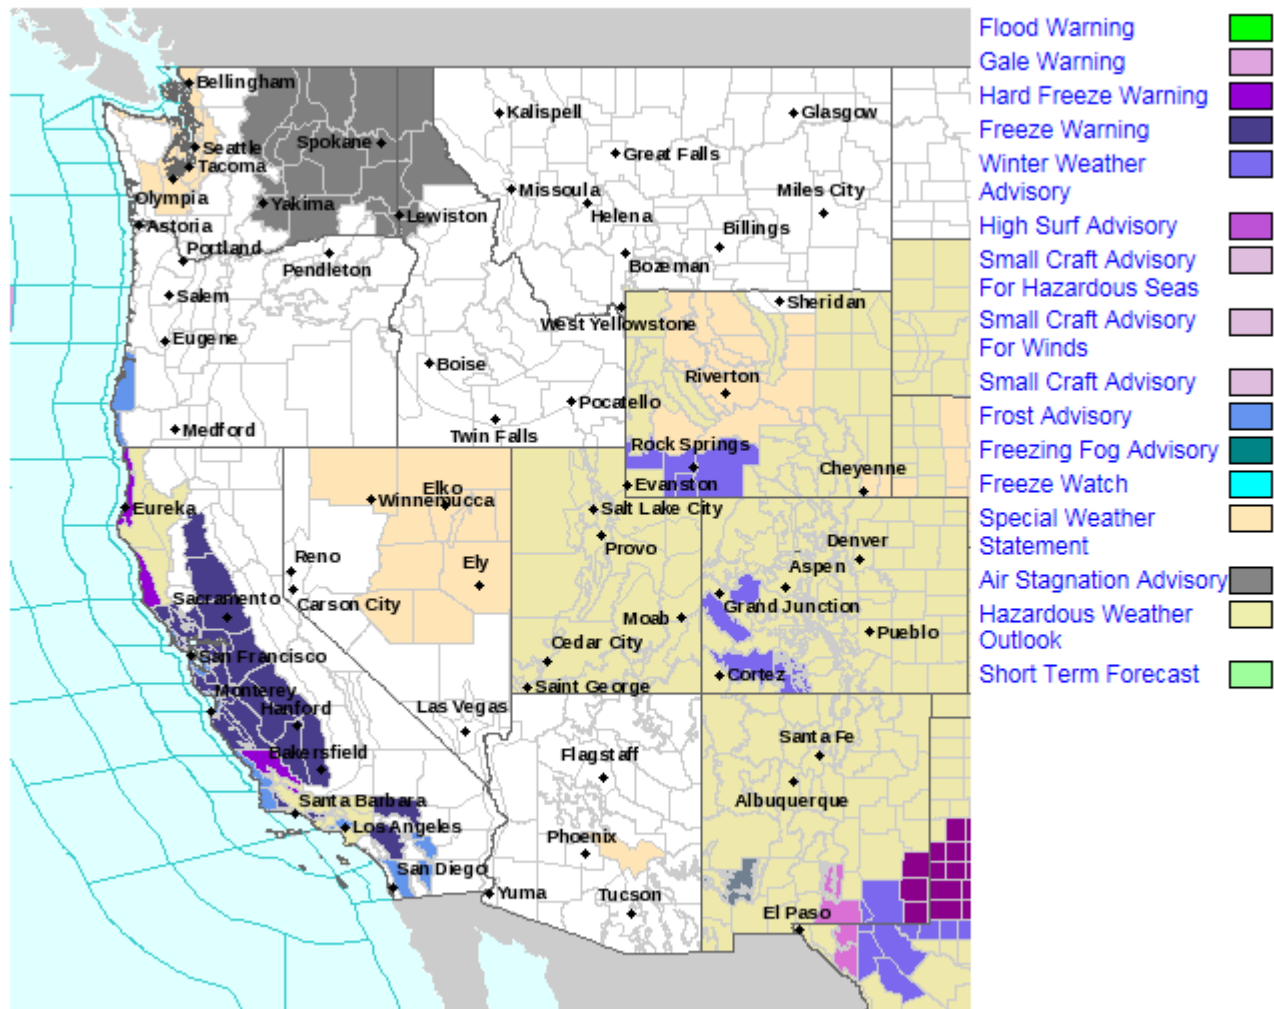 Bellingham
Kalispell
Glasgow
Seattle
Spokane
Great Falls
Tacoma
Missoula
Miles City
Olympia
Yakima
Lewiston
Helena
Astoria
Billings
Portland
Pendleton
Bozeman
Salem
Sheridan
West Yellowstone
Eugene
Boise
Riverton
Pocatello
Medford
Twin Falls
Rock Springs
Cheyenne
Elko
Evanston
Winnemucca
Eureka
Salt Lake City
Provo
Denver
Reno
Ely
Aspen
Sacramento
Carson City
Grand Junction
Moab
Pueblo
Cedar City
San Francisco
Cortez
Monterey
Saint George
Hanford
Las Vegas
Santa Fe
Bakersfield
Flagstaff
Santa Barbara
Albuquerque
Los Angeles
Phoenix
San Diego
Yuma
Tucson
El Paso
Flood Warning
Gale Warning
Hard Freeze Warning
Freeze Warning
Winter Weather
Advisory
High Surf Advisory
Small Craft Advisory
For Hazardous Seas
Small Craft Advisory
For Winds
Small Craft Advisory
Frost Advisory
Freezing Fog Advisory
Freeze Watch
Special Weather
Statement
Air Stagnation Advisory
Hazardous Weather
Outlook
Short Term Forecast